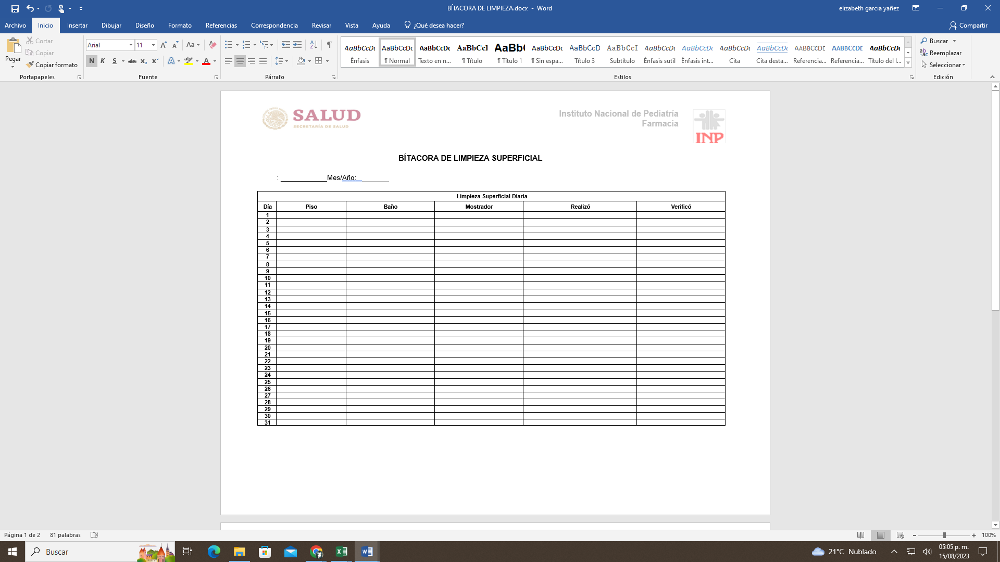 BÍTACORA DE LIMPIEZA.docx - Word
elizabeth garcia yañez
Archivo Inicio Insertar Dibujar Diseño Formato Referencias Correspondencia Revisar Vista Ayuda ¿Qué desea hacer? Compartir
Pegar
Cortar
Copiar
Copiar formato
Portapapeles
Arial 11
Aa
N K S abc x₂ x² A ab A
Fuente
Párrafo
AaBbCcDc AaBbCcDc AaBbCcDc AaBbCcI AaBb( AaBbCcDc AaBbCcD AaBbCcI AaBbCcDc AaBbCcDc AaBbCcDc AaBbCcDc AABBCCDE AABBCCDE AaBbCcDc
Énfasis ¶ Normal Texto en n... ¶ Título ¶ Título 1 ¶ Sin espa... Título 3 Subtítulo Énfasis sutil Énfasis int... Cita Cita desta... Referencia... Referencia... Título del l...
Estilos
Buscar
Reemplazar
Seleccionar
Edición
SALUD
SECRETARÍA DE SALUD
Instituto Nacional de Pediatría
Farmacia
INP
BÍTACORA DE LIMPIEZA SUPERFICIAL
: ____________Mes/Año: _______
Limpieza Superficial Diaria
Día Piso Baño Mostrador Realizó Verificó
1
2
3
4
5
6
7
8
9
10
11
12
13
14
15
16
17
18
19
20
21
22
23
24
25
26
27
28
29
30
31
Página 1 de 2 81 palabras
100%
Buscar
21°C Nublado
05:05 p. m.
15/08/2023